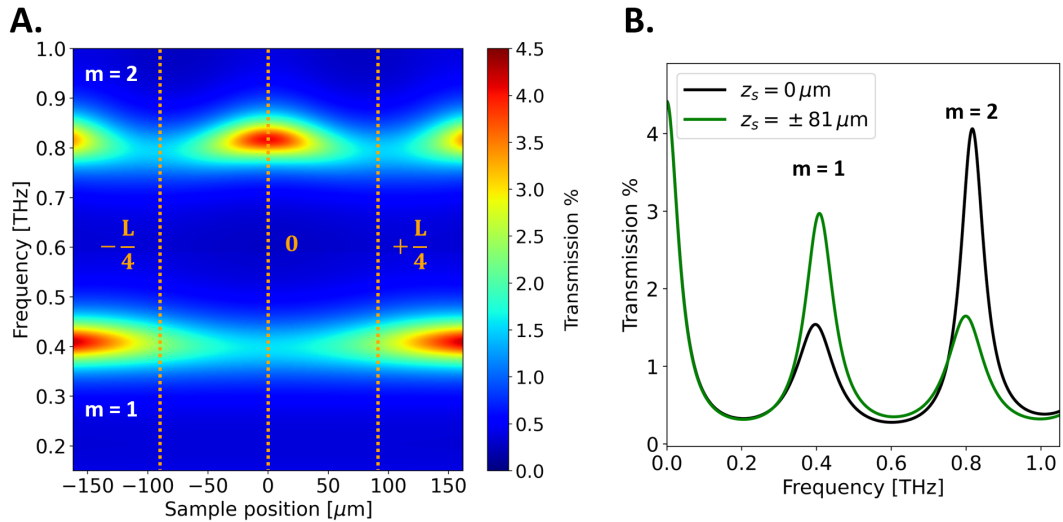 A.
B.
m = 2
m = 1
− L/4
0
+ L/4
Frequency [THz]
1.0
0.9
0.8
0.7
0.6
0.5
0.4
0.3
0.2
−150 −100 −50 0 50 100 150
Sample position [μm]
4.5
4.0
3.5
3.0
2.5
2.0
1.5
1.0
0.5
0.0
Transmission %
z_s = 0 μm
z_s = ± 81 μm
m = 1
m = 2
Transmission %
4
3
2
1
0
0.0 0.2 0.4 0.6 0.8 1.0
Frequency [THz]